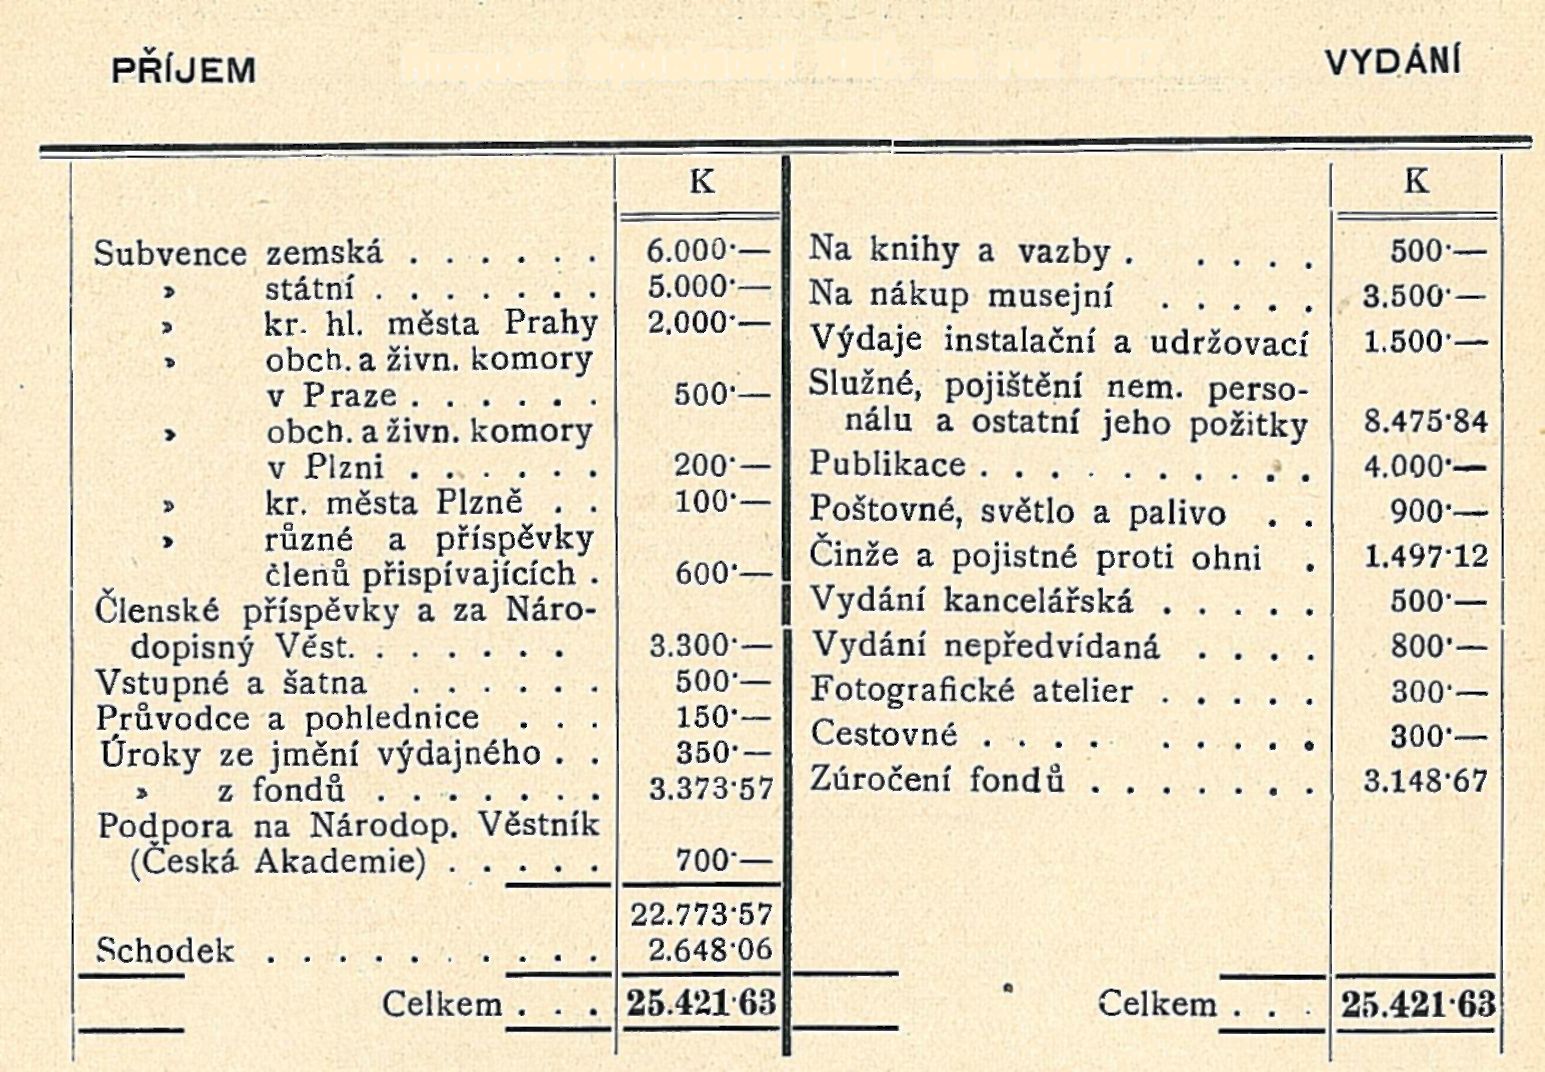 PŘÍJEM
VYDÁNÍ
K
Subvence zemská . . . . . . 6.000·—
» státní . . . . . . . 5.000·—
» kr. hl. města Prahy 2,000·—
» obch. a živn. komory
v Praze . . . . . . 500·—
» obch. a živn. komory
v Plzni . . . . . . 200·—
» kr. města Plzně . . 100·—
» různé a příspěvky
členů přispívajících . 600·—
Členské příspěvky a za Náro-
dopisný Věst. . . . . . . 3.300·—
Vstupné a šatna . . . . . . 500·—
Průvodce a pohlednice . . . 150·—
Úroky ze jmění výdajného . . 350·—
» z fondů . . . . . . . 3.373·57
Podpora na Národop. Věstník
(Česká Akademie) . . . . . 700·—
22.773·57
Schodek . . . . . . . . . . 2.648·06
Celkem . . . 25.421·63
K
Na knihy a vazby . . . . . 500·—
Na nákup musejní . . . . . 3.500·—
Výdaje instalační a udržovací 1.500·—
Služné, pojištění nem. perso-
nálu a ostatní jeho požitky 8.475·84
Publikace . . . . . . . . . . 4.000·—
Poštovné, světlo a palivo . . 900·—
Činže a pojistné proti ohni . 1.497·12
Vydání kancelářská . . . . . 500·—
Vydání nepředvídaná . . . . 800·—
Fotografické atelier . . . . . 300·—
Cestovné . . . . . . . . . 300·—
Zúročení fondů . . . . . . . 3.148·67
Celkem . . . 25.421·63